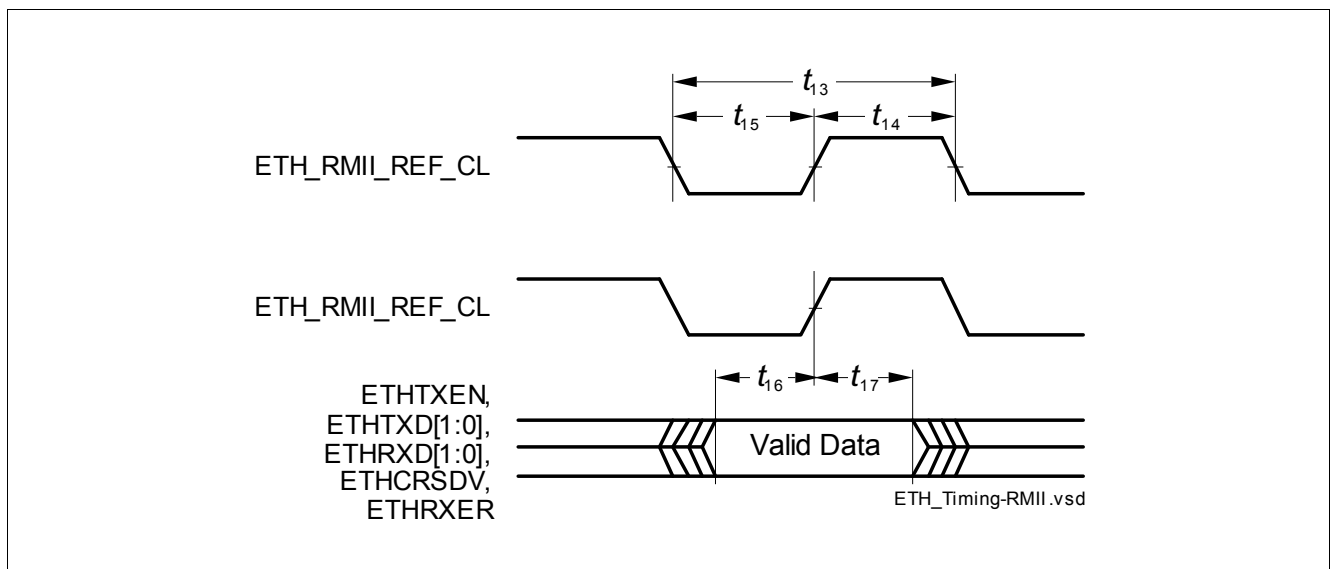 t13
t15
t14
ETH_RMII_REF_CL
ETH_RMII_REF_CL
t16
t17
ETHTXEN,
ETHTXD[1:0],
ETHRXD[1:0],
ETHCRSDV,
ETHRXER
Valid Data
ETH_Timing-RMII.vsd